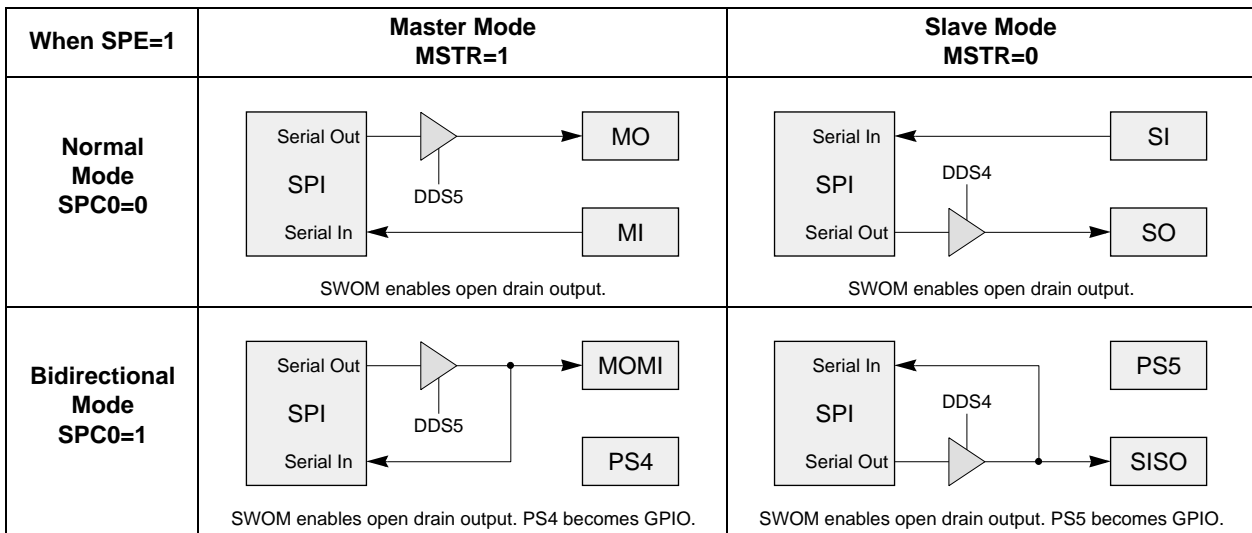 When SPE=1
Master Mode
MSTR=1
Slave Mode
MSTR=0
Normal
Mode
SPC0=0
Serial Out
SPI
Serial In
DDS5
MO
MI
SWOM enables open drain output.
Serial In
SPI
Serial Out
DDS4
SI
SO
SWOM enables open drain output.
Bidirectional
Mode
SPC0=1
Serial Out
SPI
Serial In
DDS5
MOMI
PS4
SWOM enables open drain output. PS4 becomes GPIO.
Serial In
SPI
Serial Out
DDS4
PS5
SISO
SWOM enables open drain output. PS5 becomes GPIO.